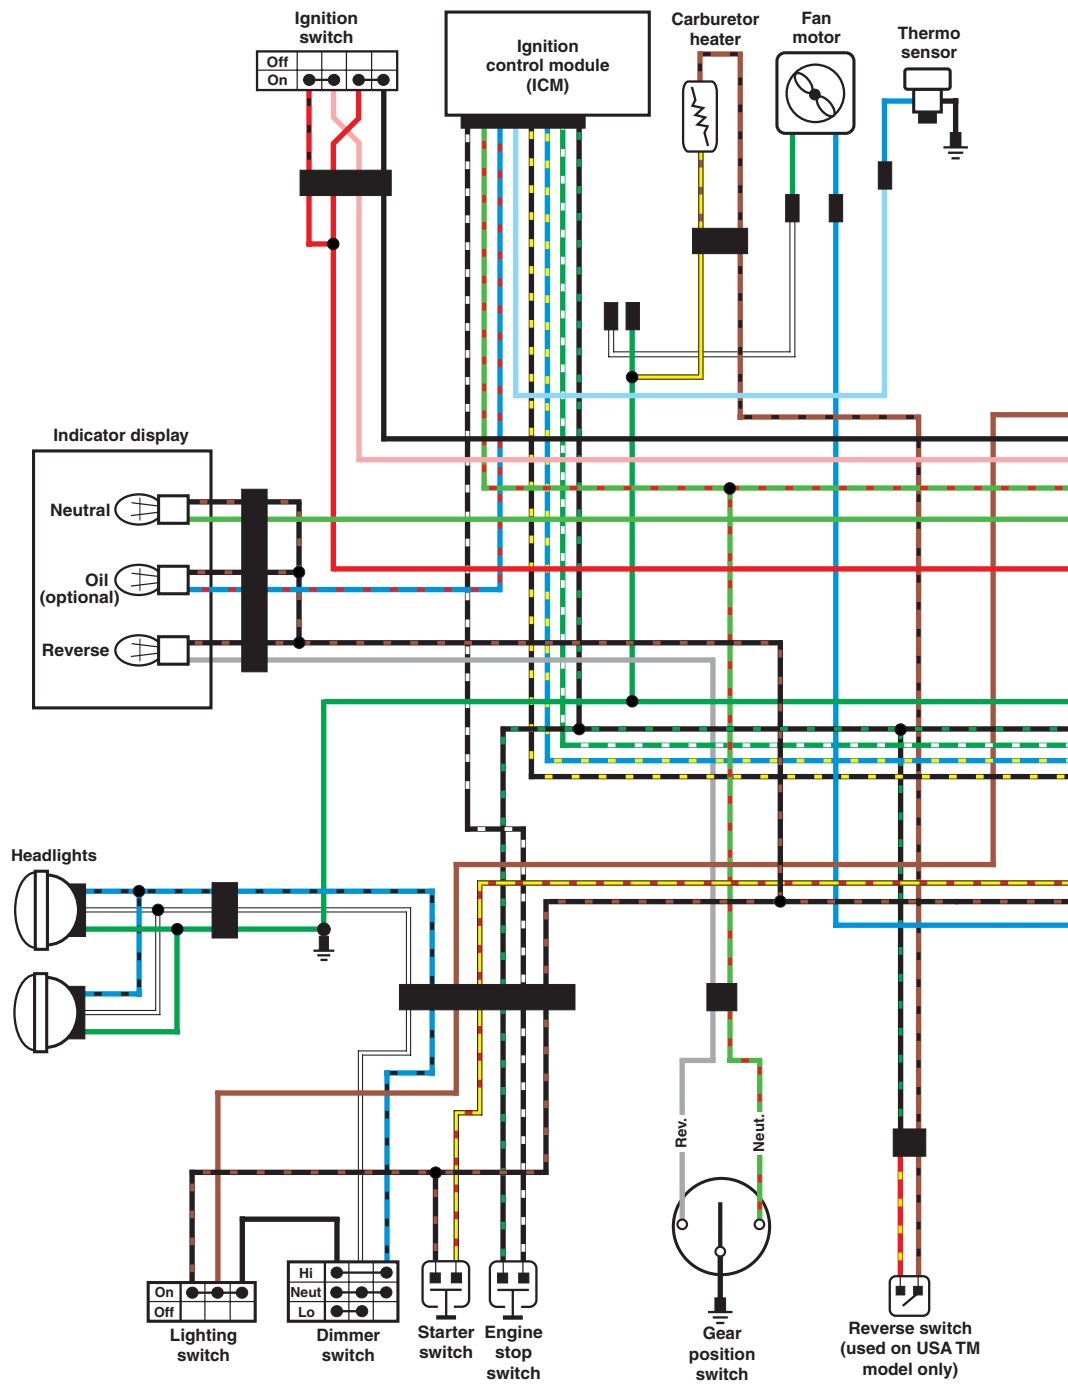 Ignition
switch
Off
On
Ignition
control module
(ICM)
Carburetor
heater
Fan
motor
Thermo
sensor
Indicator display
Neutral
Oil
(optional)
Reverse
Headlights
Rev.
Neut.
On
Off
Lighting
switch
Hi
Neut
Lo
Dimmer
switch
Starter
switch
Engine
stop
switch
Gear
position
switch
Reverse switch
(used on USA TM
model only)